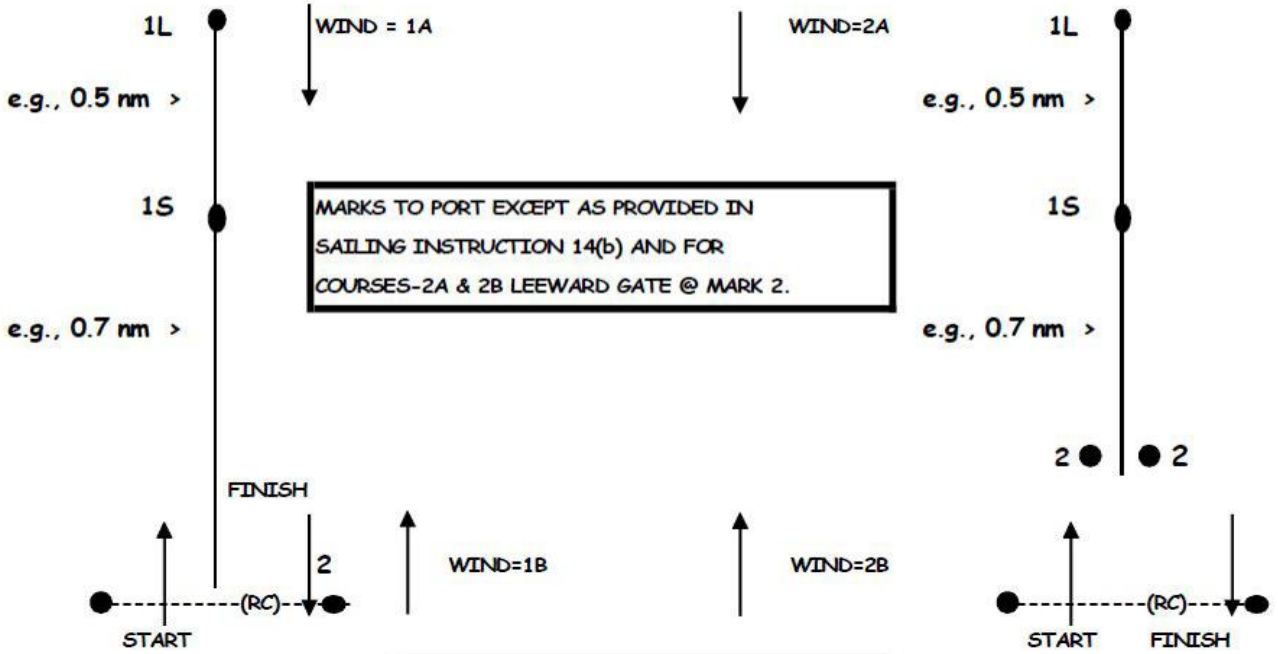 1L
WIND = 1A
WIND=2A
1L
e.g., 0.5 nm >
e.g., 0.5 nm >
1S
1S
MARKS TO PORT EXCEPT AS PROVIDED IN
SAILING INSTRUCTION 14(b) AND FOR
COURSES-2A & 2B LEEWARD GATE @ MARK 2.
e.g., 0.7 nm >
e.g., 0.7 nm >
2
2
FINISH
2
WIND=1B
WIND=2B
(RC)
(RC)
START
START
FINISH